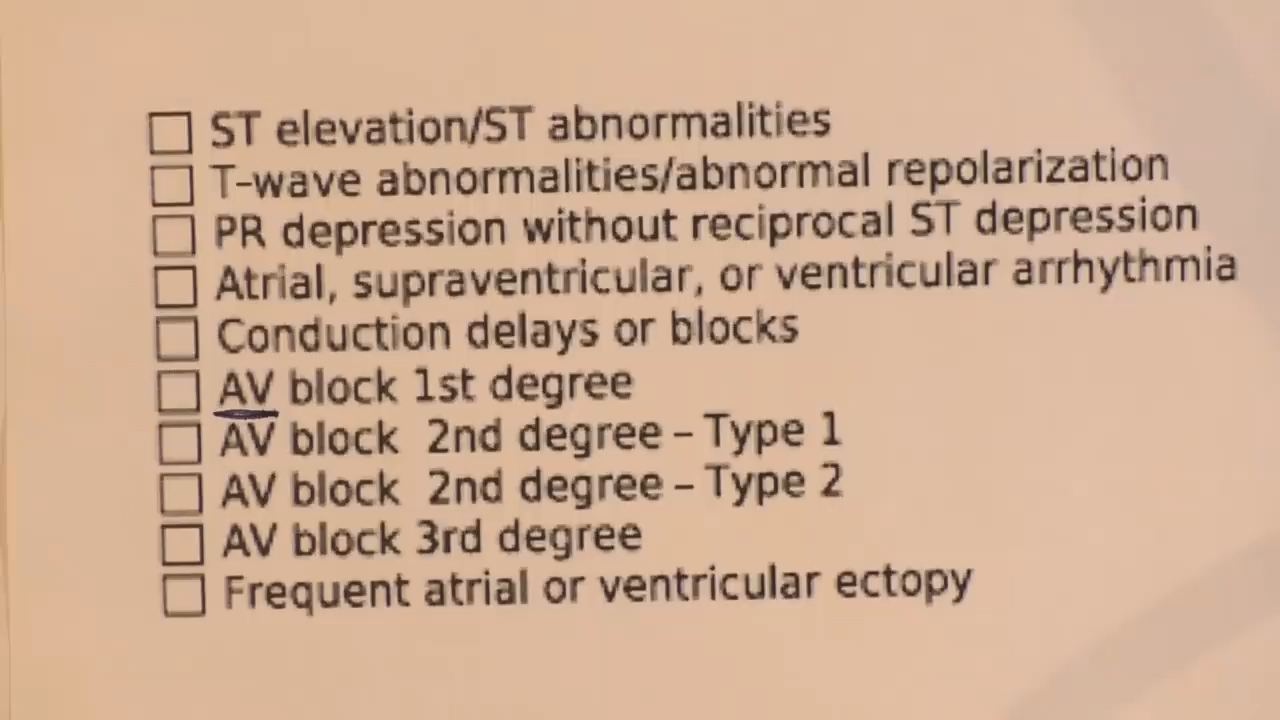 ST elevation/ST abnormalities
T-wave abnormalities/abnormal repolarization
PR depression without reciprocal ST depression
Atrial, supraventricular, or ventricular arrhythmia
Conduction delays or blocks
AV block 1st degree
AV block 2nd degree – Type 1
AV block 2nd degree – Type 2
AV block 3rd degree
Frequent atrial or ventricular ectopy